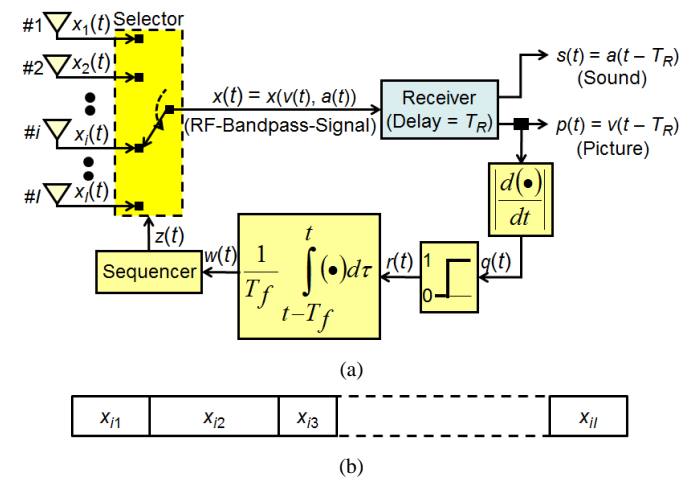 #1 x1(t) Selector
#2 x2(t)
#i xi(t)
#I xI(t)
x(t) = x(v(t), a(t))
(RF-Bandpass-Signal)
Receiver
(Delay = TR)
s(t) = a(t – TR)
(Sound)
p(t) = v(t – TR)
(Picture)
|d(•)/dt|
q(t)
1
0
r(t)
1/Tf ∫ t–Tf t (•)dτ
w(t)
Sequencer
z(t)
(a)
xi1 xi2 xi3 xiI
(b)